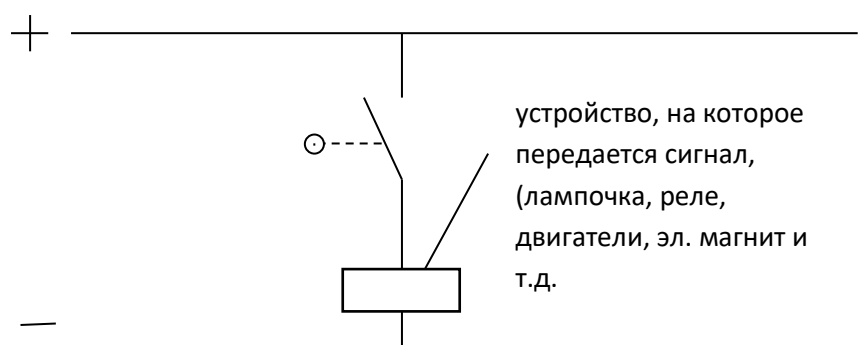 +
устройство, на которое
передается сигнал,
(лампочка, реле,
двигатели, эл. магнит и
т.д.
—